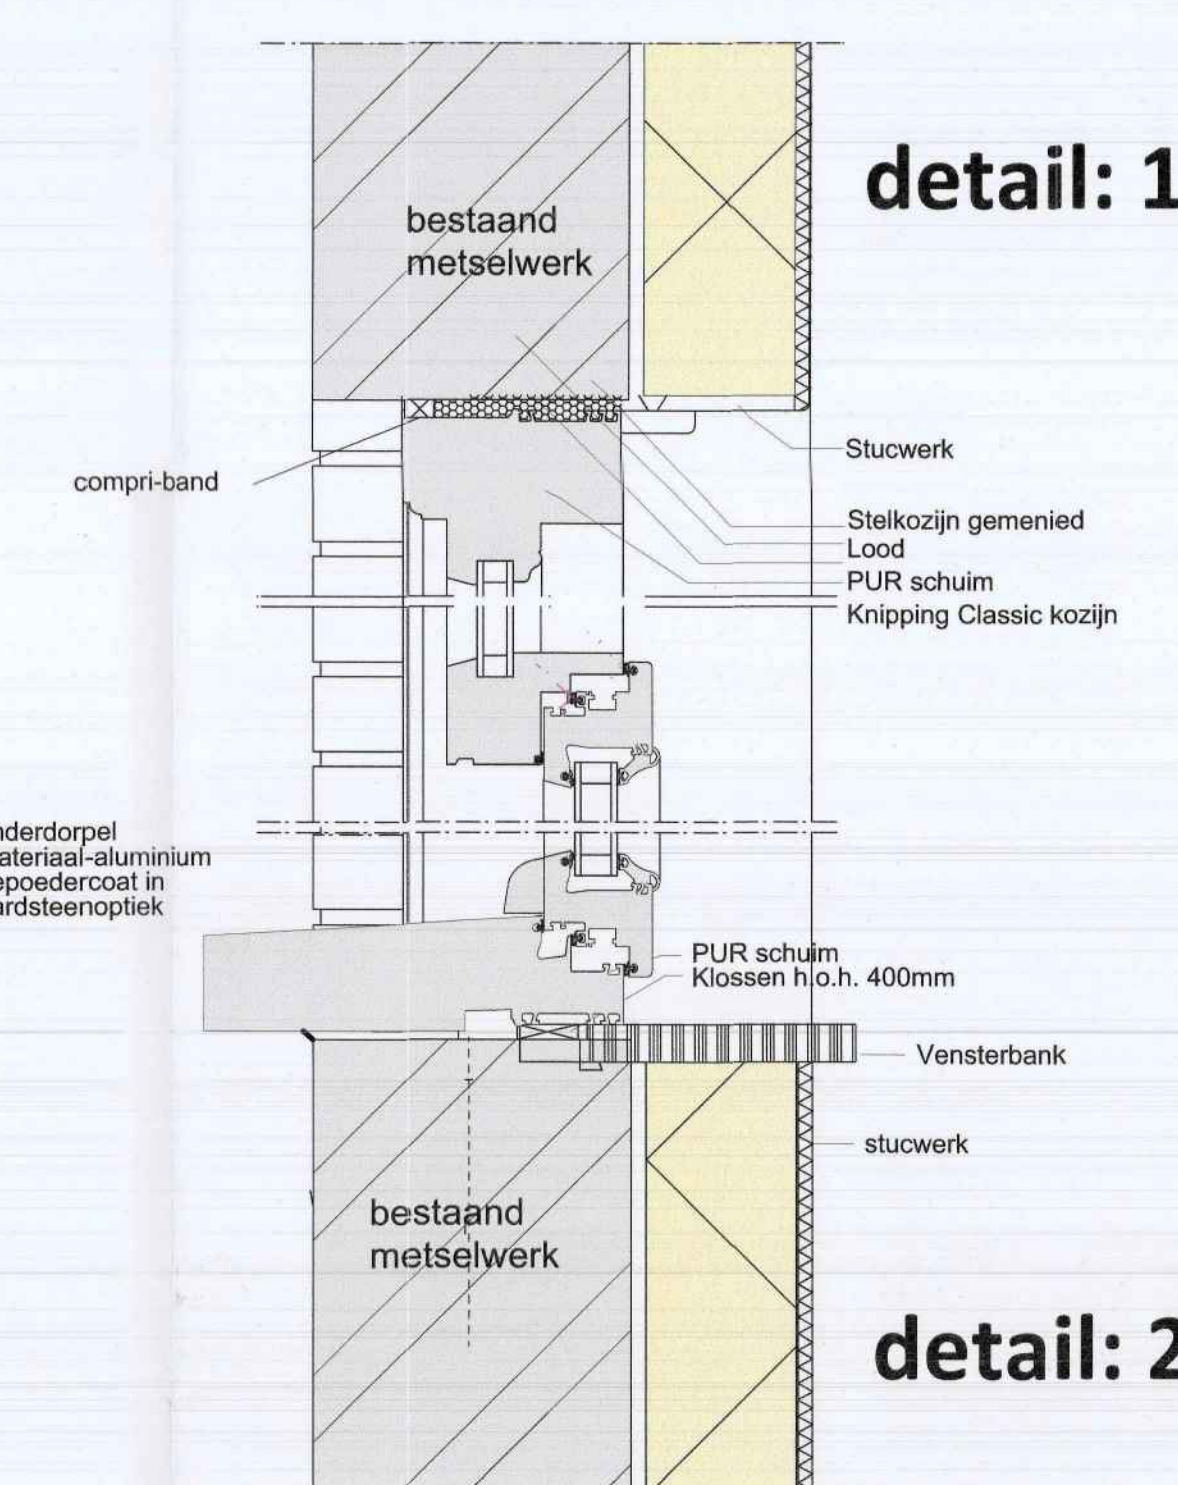 detail: 1
bestaand
metselwerk
Stucwerk
compri-band
Stelkozijn gemenied
Lood
PUR schuim
Knipping Classic kozijn
nderdorpel
ateriaal-aluminium
epoedercoat in
ardsteenoptiek
PUR schuim
Klossen h.o.h. 400mm
Vensterbank
stucwerk
bestaand
metselwerk
detail: 2